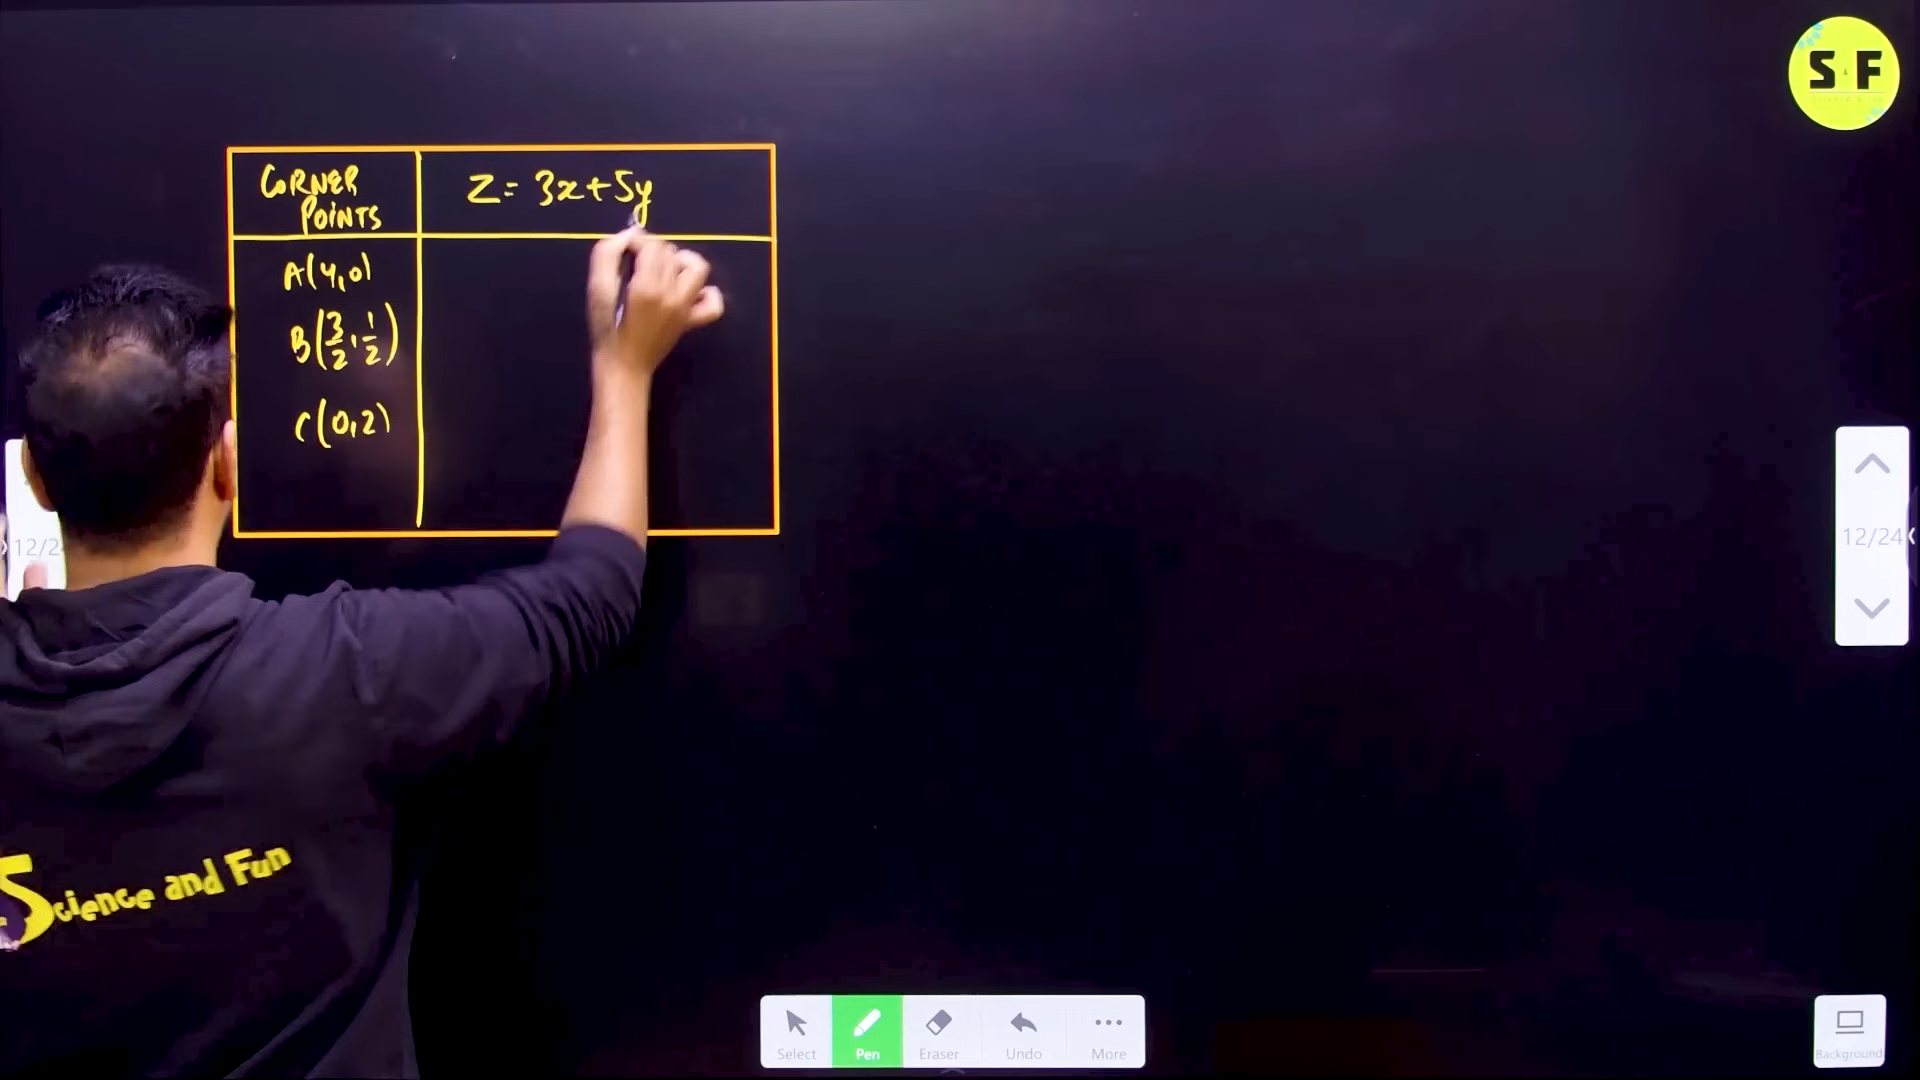 S & F
CORNER
POINTS
Z = 3x + 5y
A(4,0)
B(3/2, 1/2)
C(0,2)
12/24
Science and Fun
Select
Pen
Eraser
Undo
More
Background